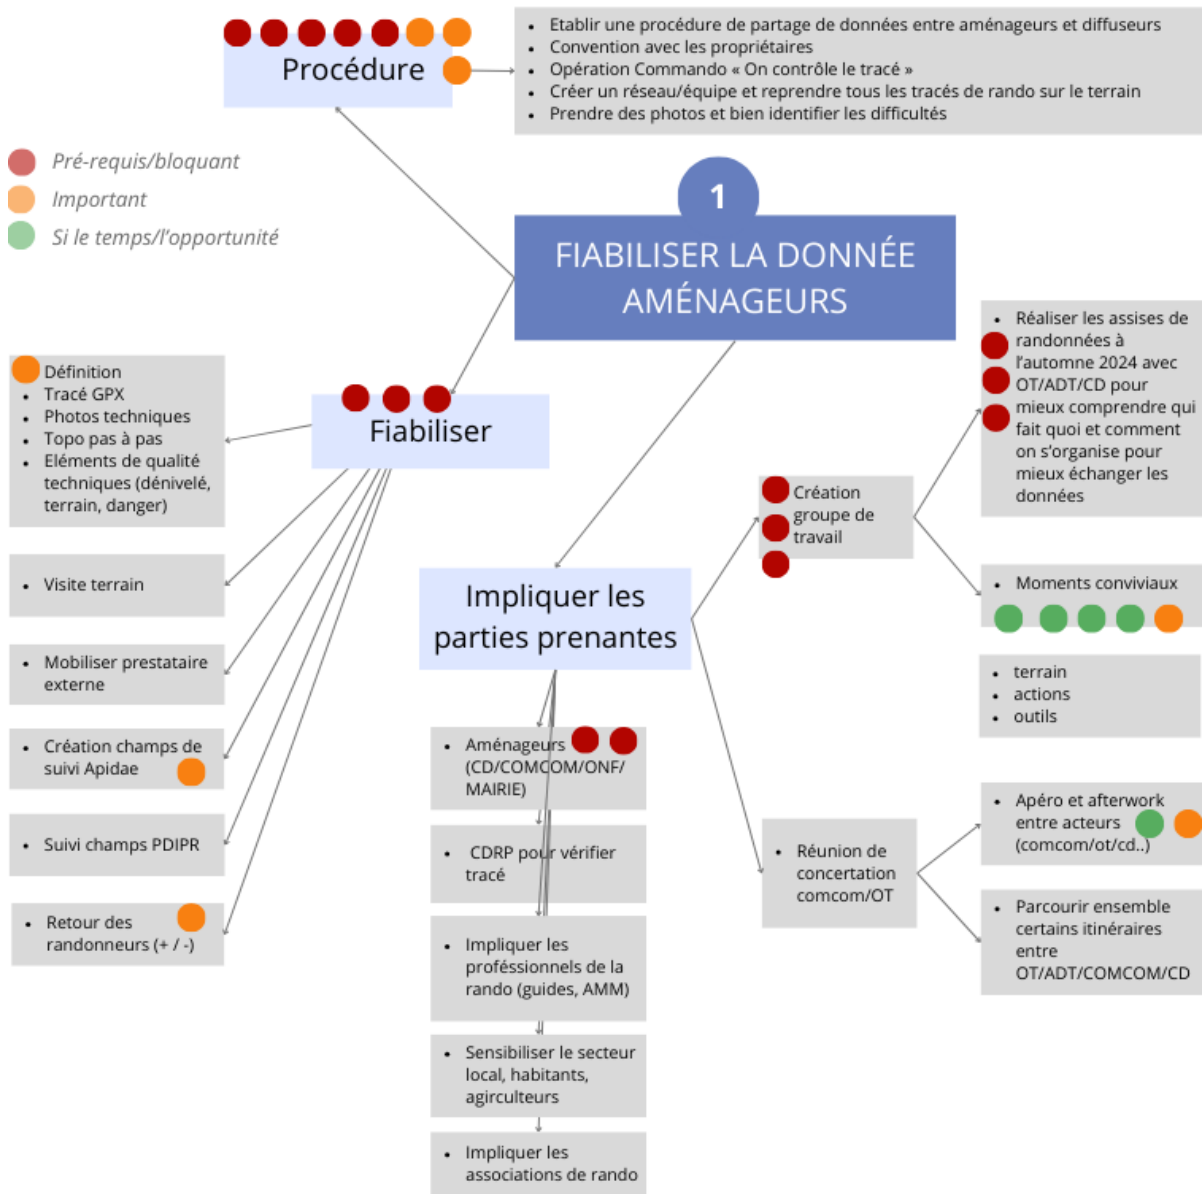 Procédure
• Etablir une procédure de partage de données entre aménageurs et diffuseurs
• Convention avec les propriétaires
• Opération Commando « On contrôle le tracé »
• Créer un réseau/équipe et reprendre tous les tracés de rando sur le terrain
• Prendre des photos et bien identifier les difficultés
Pré-requis/bloquant
Important
Si le temps/l'opportunité
1
FIABILISER LA DONNÉE
AMÉNAGEURS
Fiabiliser
Définition
• Tracé GPX
• Photos techniques
• Topo pas à pas
• Eléments de qualité
techniques (dénivelé,
terrain, danger)
• Visite terrain
• Mobiliser prestataire
externe
• Création champs de
suivi Apidae
• Suivi champs PDIPR
• Retour des
randonneurs (+ / -)
Impliquer les
parties prenantes
• Aménageurs
(CD/COMCOM/ONF/
MAIRIE)
• CDRP pour vérifier
tracé
• Impliquer les
proféssionnels de la
rando (guides, AMM)
• Sensibiliser le secteur
local, habitants,
agirculteurs
• Impliquer les
associations de rando
Création
groupe de
travail
• Réaliser les assises de
randonnées à
l'automne 2024 avec
OT/ADT/CD pour
mieux comprendre qui
fait quoi et comment
on s'organise pour
mieux échanger les
données
• Moments conviviaux
• terrain
• actions
• outils
• Réunion de
concertation
comcom/OT
• Apéro et afterwork
entre acteurs
(comcom/ot/cd..)
• Parcourir ensemble
certains itinéraires
entre
OT/ADT/COMCOM/CD